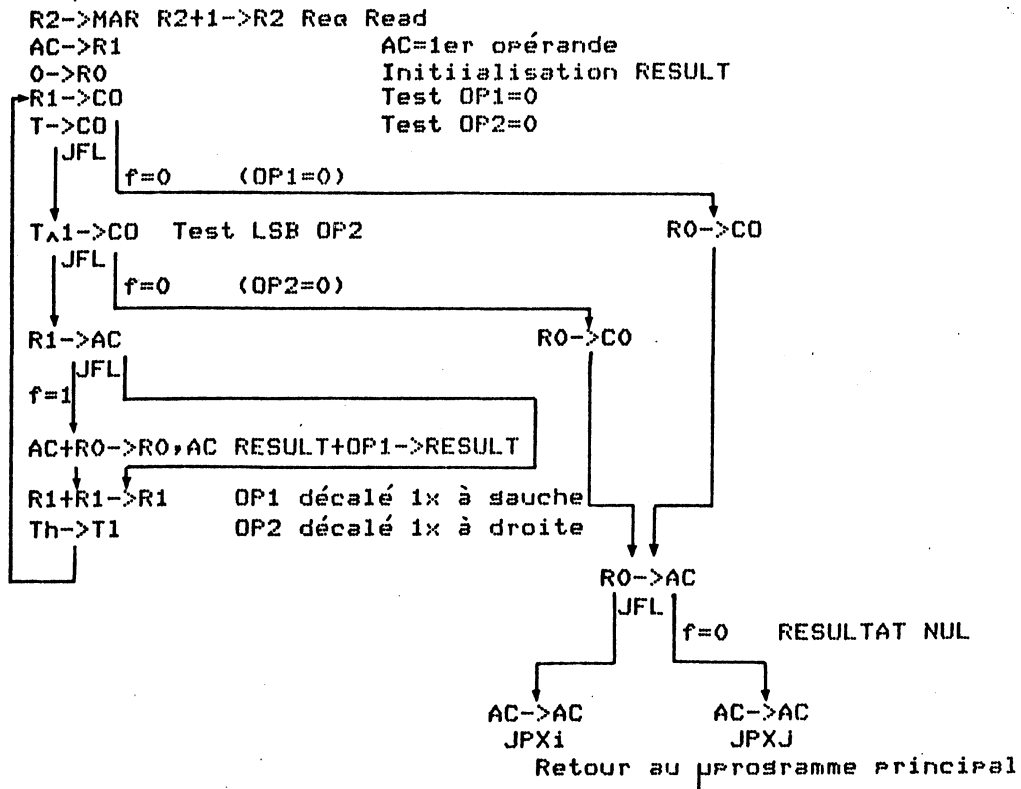 R2->MAR R2+1->R2 Req Read
AC->R1 AC=1er opérande
0->R0 Initiialisation RESULT
R1->CO Test OP1=0
T->CO Test OP2=0
JFL
f=0 (OP1=0)
T∧1->CO Test LSB OP2 R0->CO
JFL
f=0 (OP2=0)
R1->AC R0->CO
JFL
f=1
AC+R0->R0,AC RESULT+OP1->RESULT
R1+R1->R1 OP1 décalé 1x à gauche
Th->Tl OP2 décalé 1x à droite
R0->AC
JFL
f=0 RESULTAT NUL
AC->AC AC->AC
JPXi JPXJ
Retour au µprogramme principal